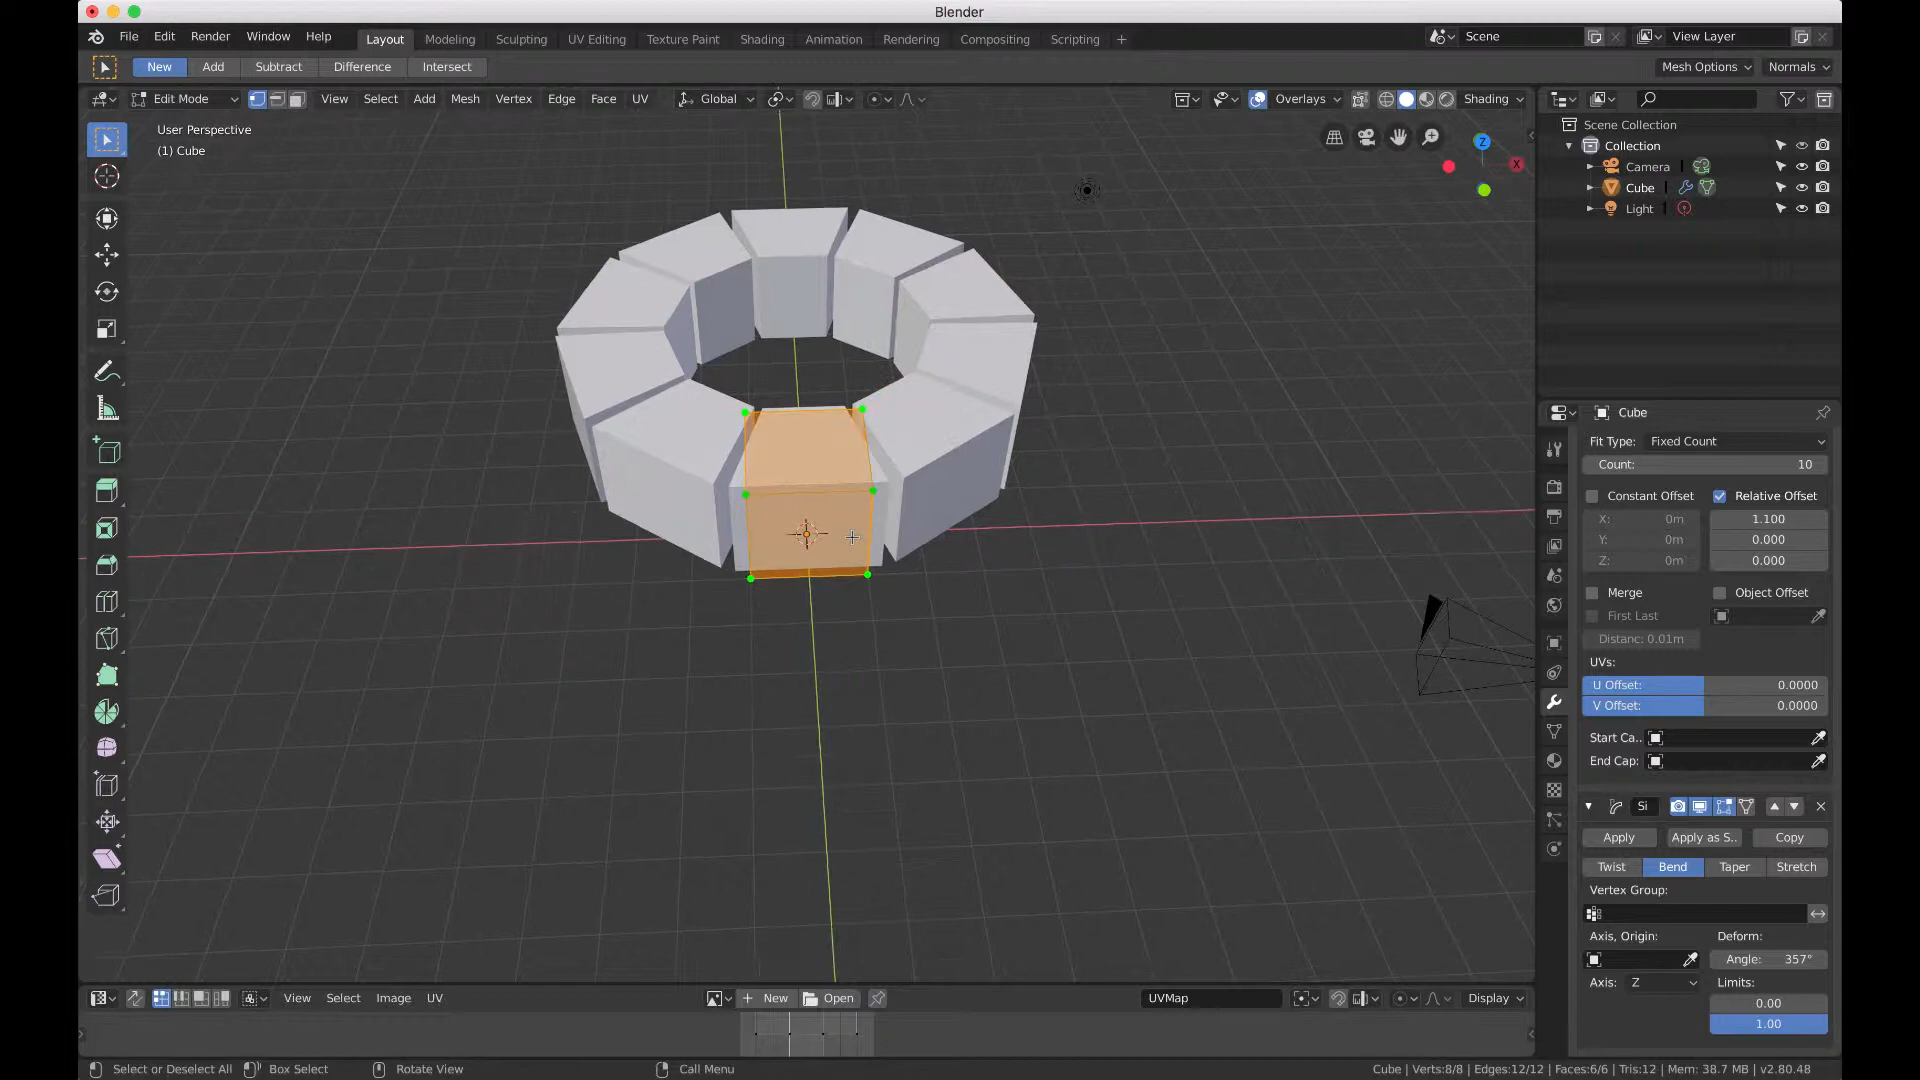 Blender
File Edit Render Window Help Layout Modeling Sculpting UV Editing Texture Paint Shading Animation Rendering Compositing Scripting + Scene View Layer
New Add Subtract Difference Intersect Mesh Options Normals
Edit Mode View Select Add Mesh Vertex Edge Face UV Global Overlays Shading
User Perspective
(1) Cube
Z
X
Scene Collection
Collection
Camera
Cube
Light
Cube
Fit Type: Fixed Count
Count: 10
Constant Offset Relative Offset
X: 0m 1.100
Y: 0m 0.000
Z: 0m 0.000
Merge Object Offset
First Last
Distanc: 0.01m
UVs:
U Offset: 0.0000
V Offset: 0.0000
Start Ca..
End Cap:
Si
Apply Apply as S.. Copy
Twist Bend Taper Stretch
Vertex Group:
Axis, Origin: Deform:
Angle: 357°
Axis: Z Limits:
0.00
1.00
View Select Image UV New Open UVMap Display
Select or Deselect All Box Select Rotate View Call Menu Cube | Verts:8/8 | Edges:12/12 | Faces:6/6 | Tris:12 | Mem: 38.7 MB | v2.80.48